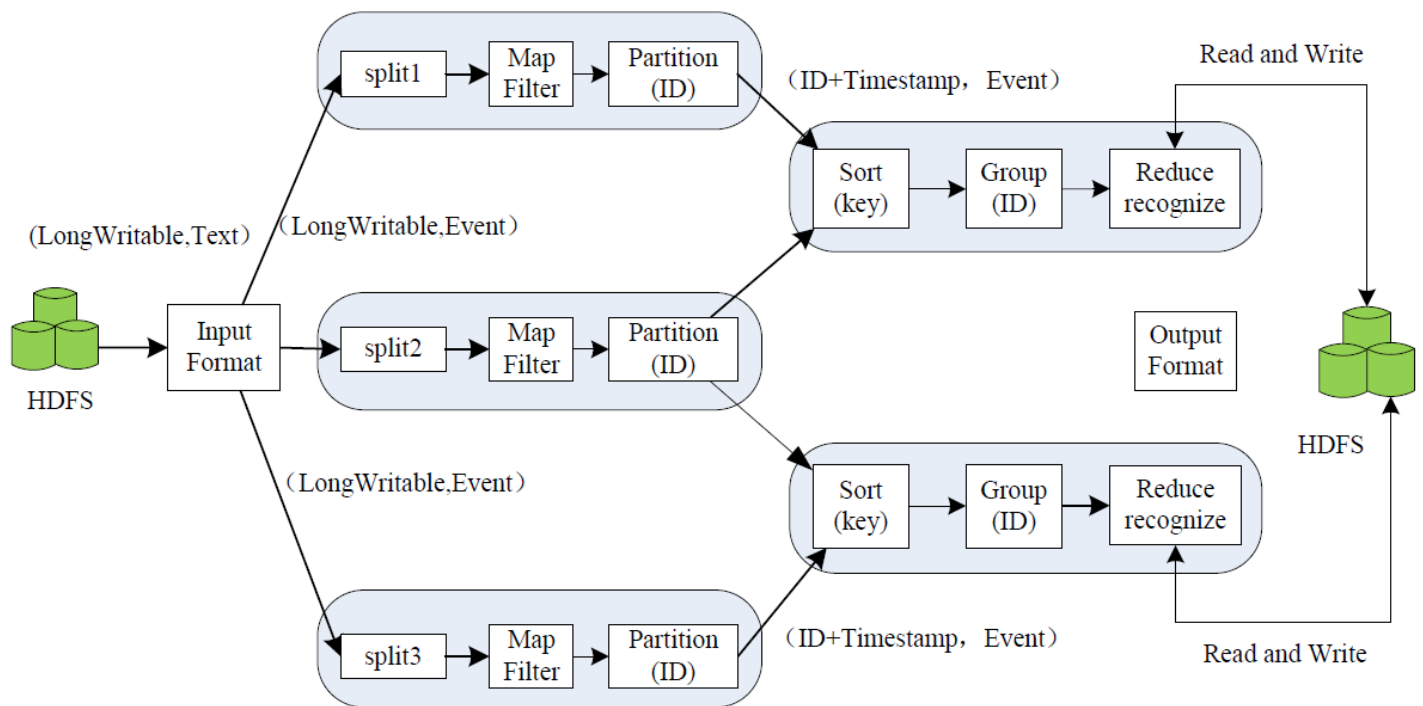 split1
Map
Filter
Partition
(ID)
（ID+Timestamp，Event）
Read and Write
Sort
(key)
Group
(ID)
Reduce
recognize
(LongWritable,Text）
（LongWritable,Event）
HDFS
Input
Format
split2
Map
Filter
Partition
(ID)
Output
Format
HDFS
（LongWritable,Event）
Sort
(key)
Group
(ID)
Reduce
recognize
split3
Map
Filter
Partition
(ID)
（ID+Timestamp，Event）
Read and Write